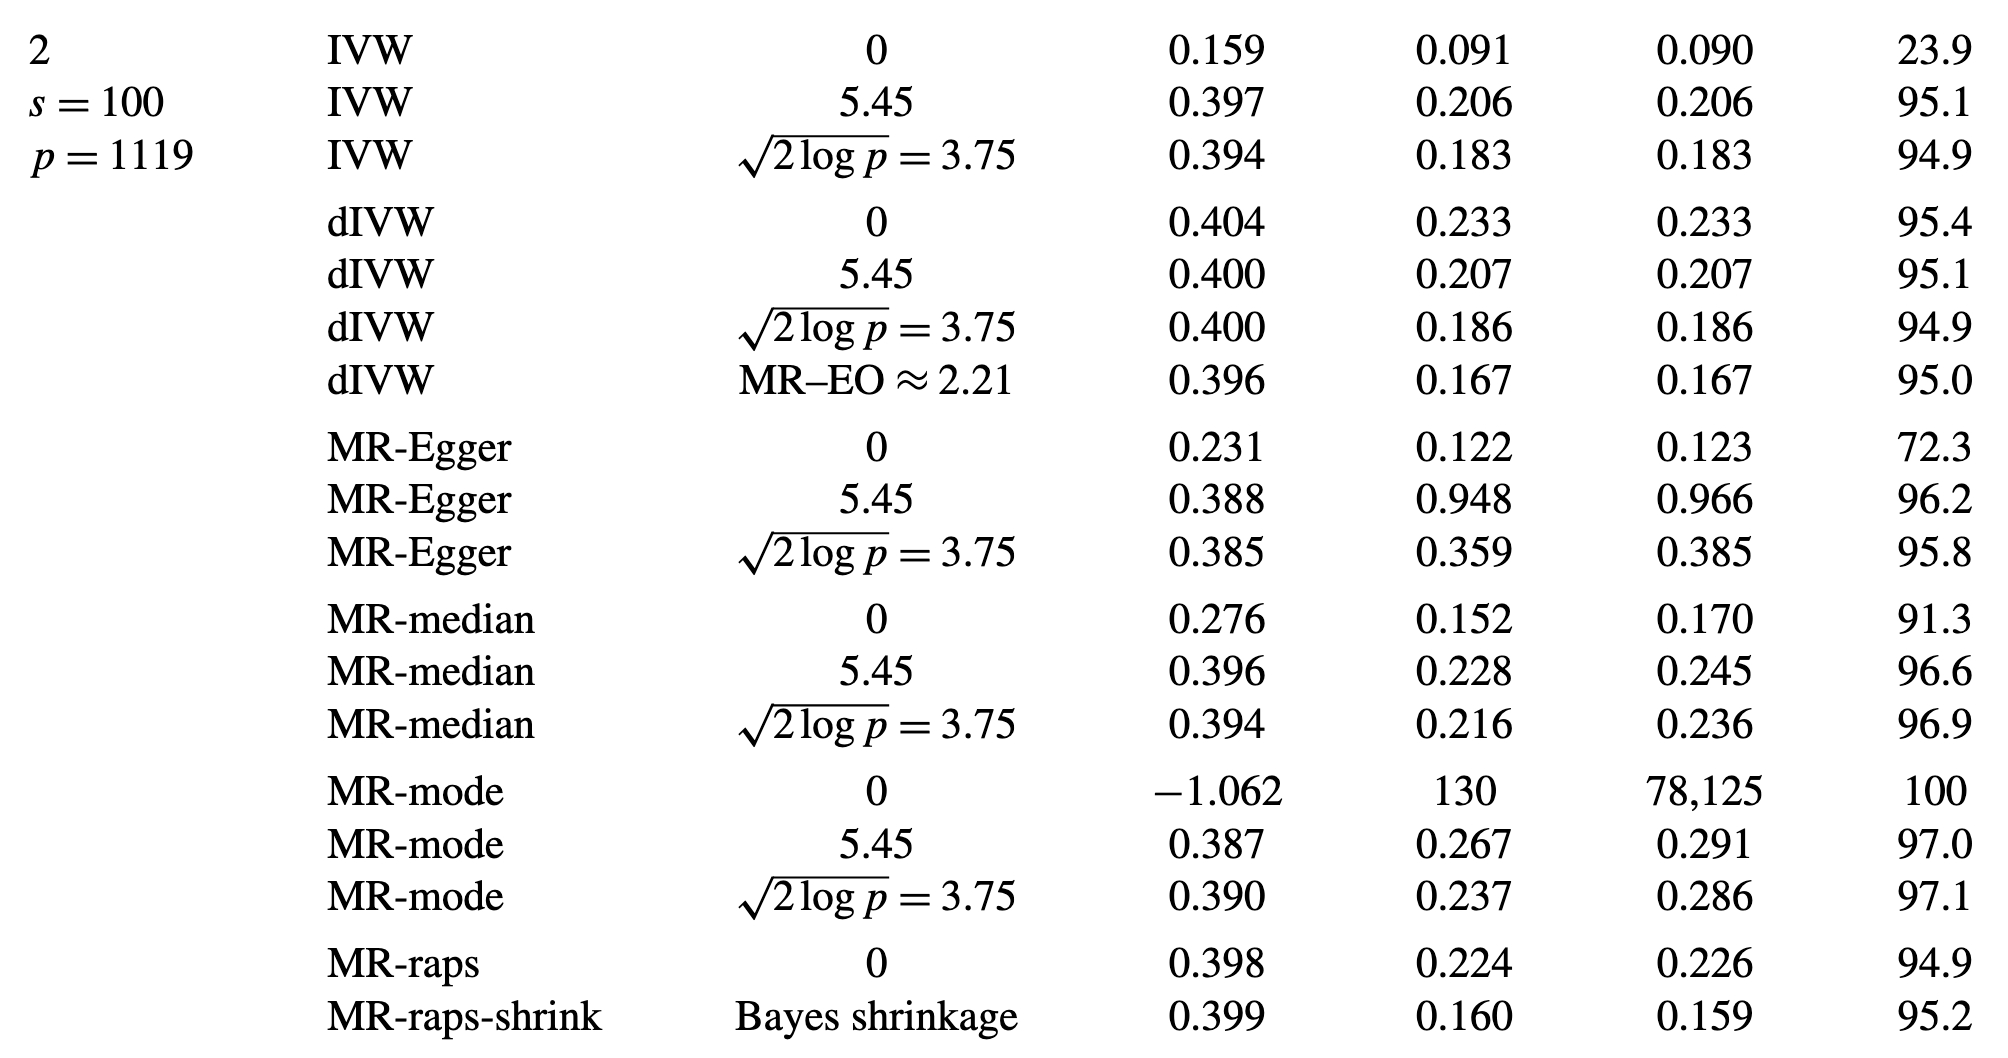 2 IVW 0 0.159 0.091 0.090 23.9
s = 100 IVW 5.45 0.397 0.206 0.206 95.1
p = 1119 IVW √2 log p = 3.75 0.394 0.183 0.183 94.9
dIVW 0 0.404 0.233 0.233 95.4
dIVW 5.45 0.400 0.207 0.207 95.1
dIVW √2 log p = 3.75 0.400 0.186 0.186 94.9
dIVW MR–EO ≈ 2.21 0.396 0.167 0.167 95.0
MR-Egger 0 0.231 0.122 0.123 72.3
MR-Egger 5.45 0.388 0.948 0.966 96.2
MR-Egger √2 log p = 3.75 0.385 0.359 0.385 95.8
MR-median 0 0.276 0.152 0.170 91.3
MR-median 5.45 0.396 0.228 0.245 96.6
MR-median √2 log p = 3.75 0.394 0.216 0.236 96.9
MR-mode 0 −1.062 130 78,125 100
MR-mode 5.45 0.387 0.267 0.291 97.0
MR-mode √2 log p = 3.75 0.390 0.237 0.286 97.1
MR-raps 0 0.398 0.224 0.226 94.9
MR-raps-shrink Bayes shrinkage 0.399 0.160 0.159 95.2